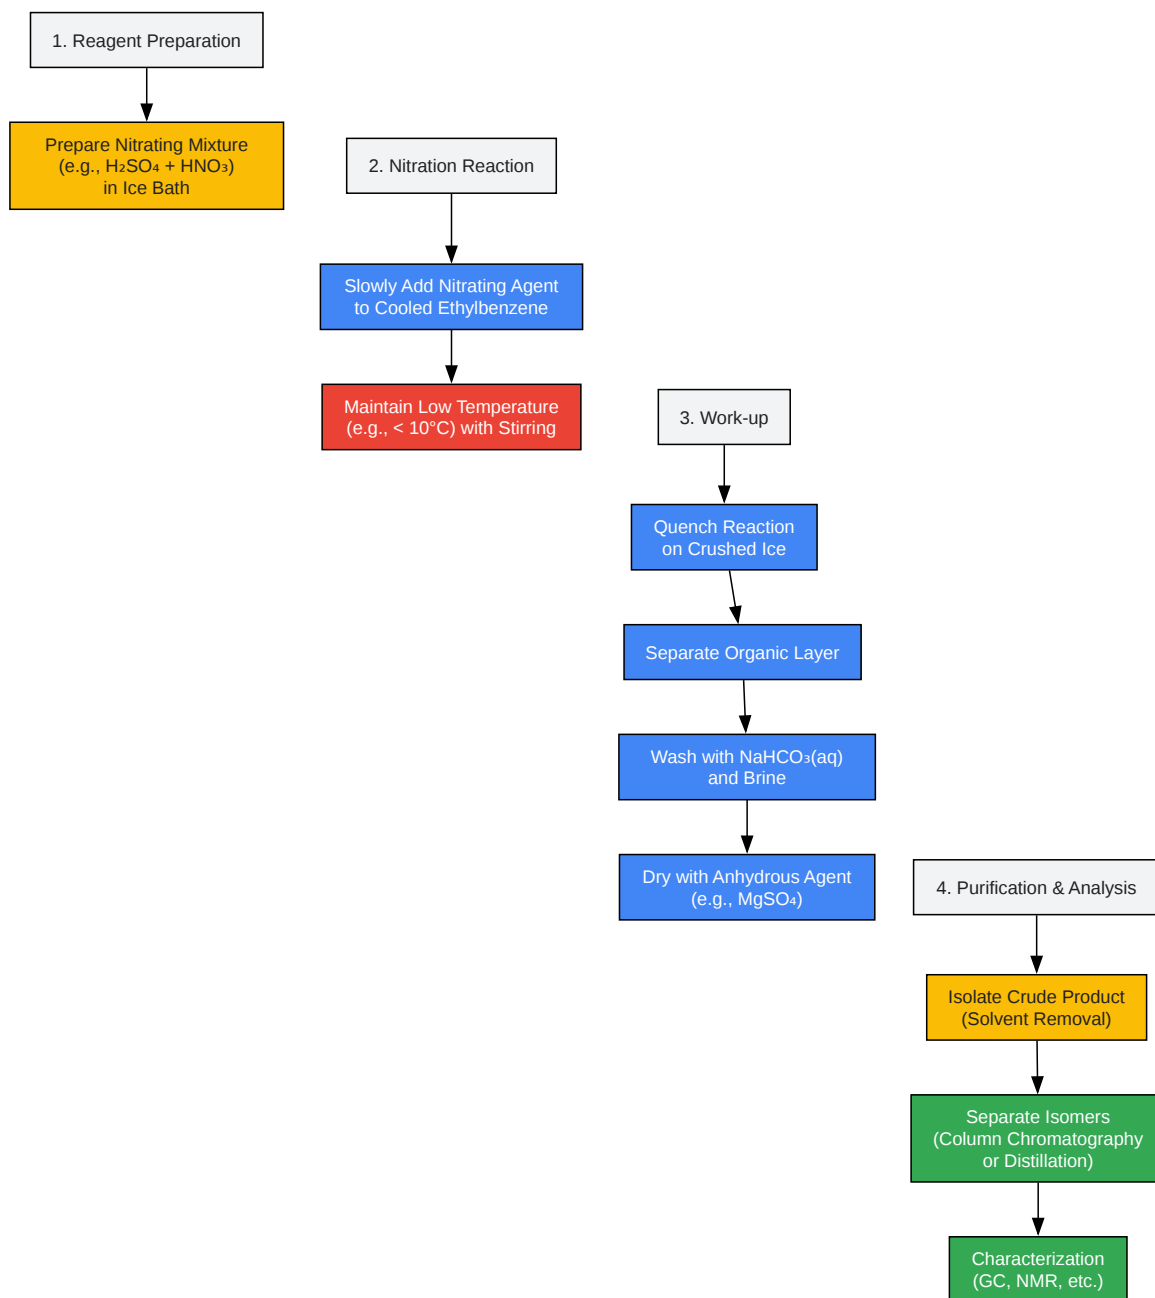 1. Reagent Preparation
Prepare Nitrating Mixture
(e.g., H₂SO₄ + HNO₃)
in Ice Bath
2. Nitration Reaction
Slowly Add Nitrating Agent
to Cooled Ethylbenzene
Maintain Low Temperature
(e.g., < 10°C) with Stirring
3. Work-up
Quench Reaction
on Crushed Ice
Separate Organic Layer
Wash with NaHCO₃(aq)
and Brine
Dry with Anhydrous Agent
(e.g., MgSO₄)
4. Purification & Analysis
Isolate Crude Product
(Solvent Removal)
Separate Isomers
(Column Chromatography
or Distillation)
Characterization
(GC, NMR, etc.)